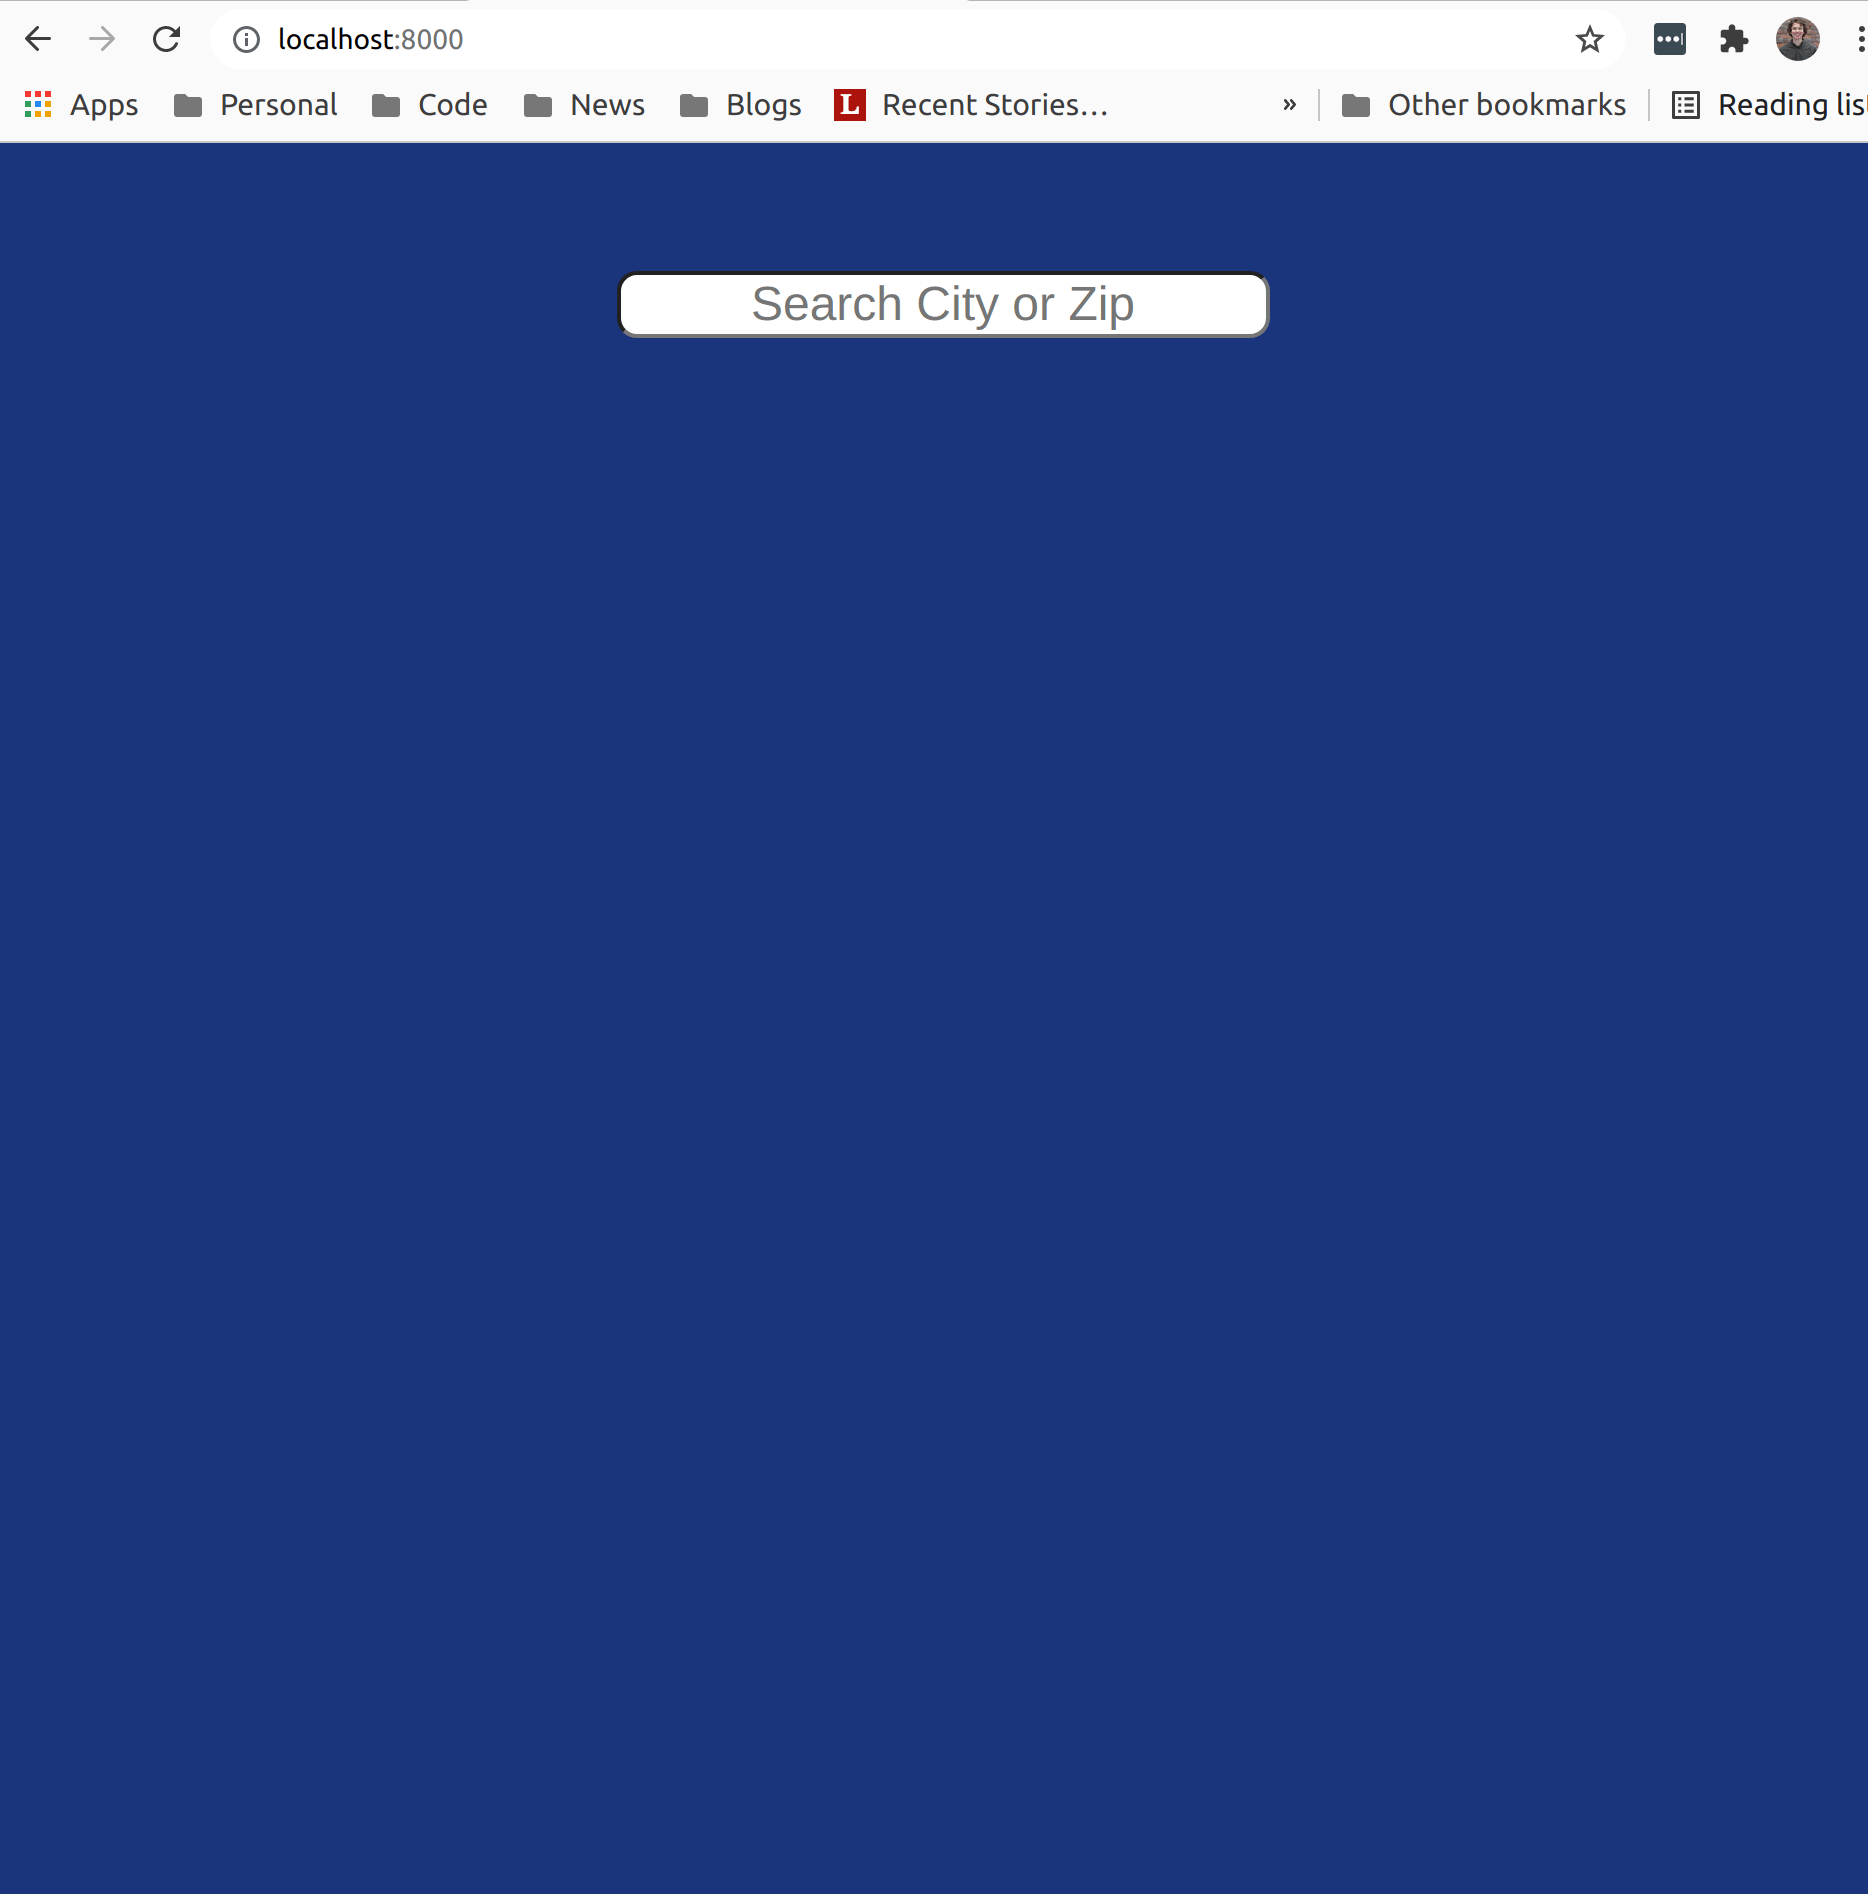 localhost:8000
Apps Personal Code News Blogs L Recent Stories… » Other bookmarks Reading lis
Search City or Zip